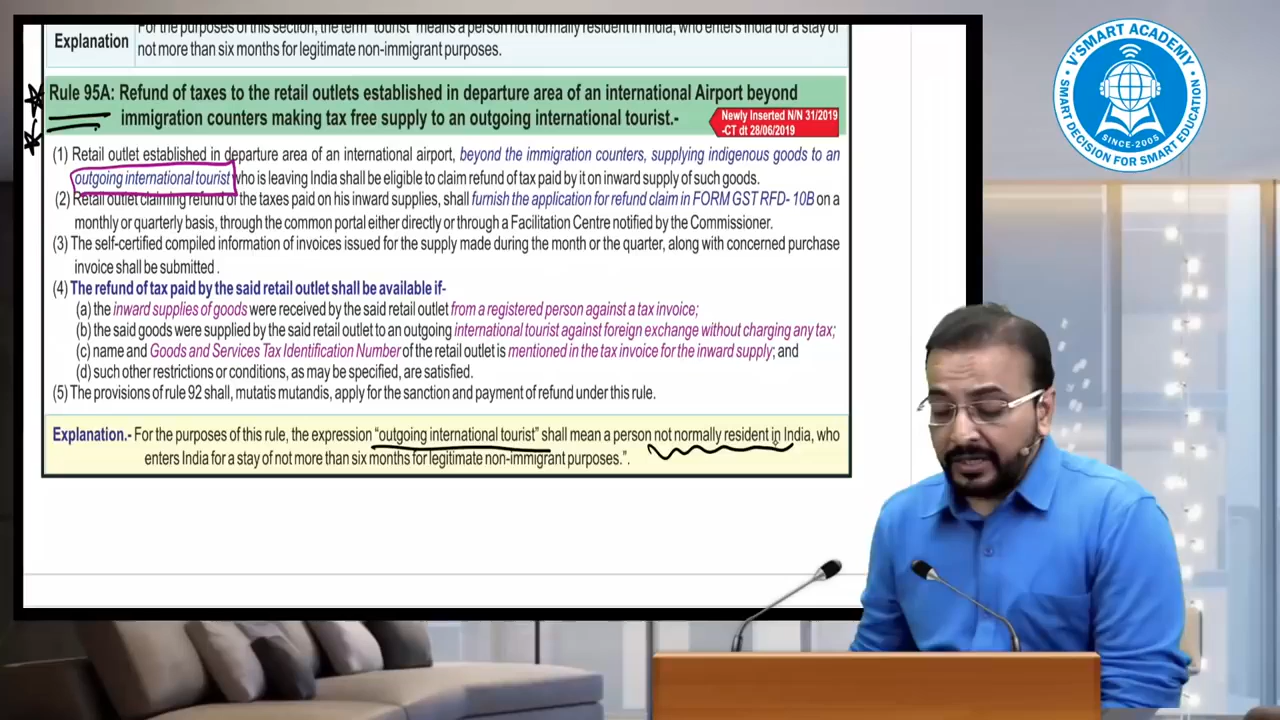 For the purposes of this section, the term "tourist" means a person not normally resident in India, who enters India for a stay of
Explanation
not more than six months for legitimate non-immigrant purposes.
Rule 95A: Refund of taxes to the retail outlets established in departure area of an international Airport beyond
immigration counters making tax free supply to an outgoing international tourist.-
Newly Inserted N/N 31/2019
-CT dt 28/06/2019
(1) Retail outlet established in departure area of an international airport, beyond the immigration counters, supplying indigenous goods to an
outgoing international tourist who is leaving India shall be eligible to claim refund of tax paid by it on inward supply of such goods.
(2) Retail outlet claiming refund of the taxes paid on his inward supplies, shall furnish the application for refund claim in FORM GST RFD- 10B on a
monthly or quarterly basis, through the common portal either directly or through a Facilitation Centre notified by the Commissioner.
(3) The self-certified compiled information of invoices issued for the supply made during the month or the quarter, along with concerned purchase
invoice shall be submitted .
(4) The refund of tax paid by the said retail outlet shall be available if-
(a) the inward supplies of goods were received by the said retail outlet from a registered person against a tax invoice;
(b) the said goods were supplied by the said retail outlet to an outgoing international tourist against foreign exchange without charging any tax;
(c) name and Goods and Services Tax Identification Number of the retail outlet is mentioned in the tax invoice for the inward supply; and
(d) such other restrictions or conditions, as may be specified, are satisfied.
(5) The provisions of rule 92 shall, mutatis mutandis, apply for the sanction and payment of refund under this rule.
Explanation.- For the purposes of this rule, the expression "outgoing international tourist" shall mean a person not normally resident in India, who
enters India for a stay of not more than six months for legitimate non-immigrant purposes.".
V'SMART ACADEMY
SINCE-2005
SMART DECISION FOR SMART EDUCATION